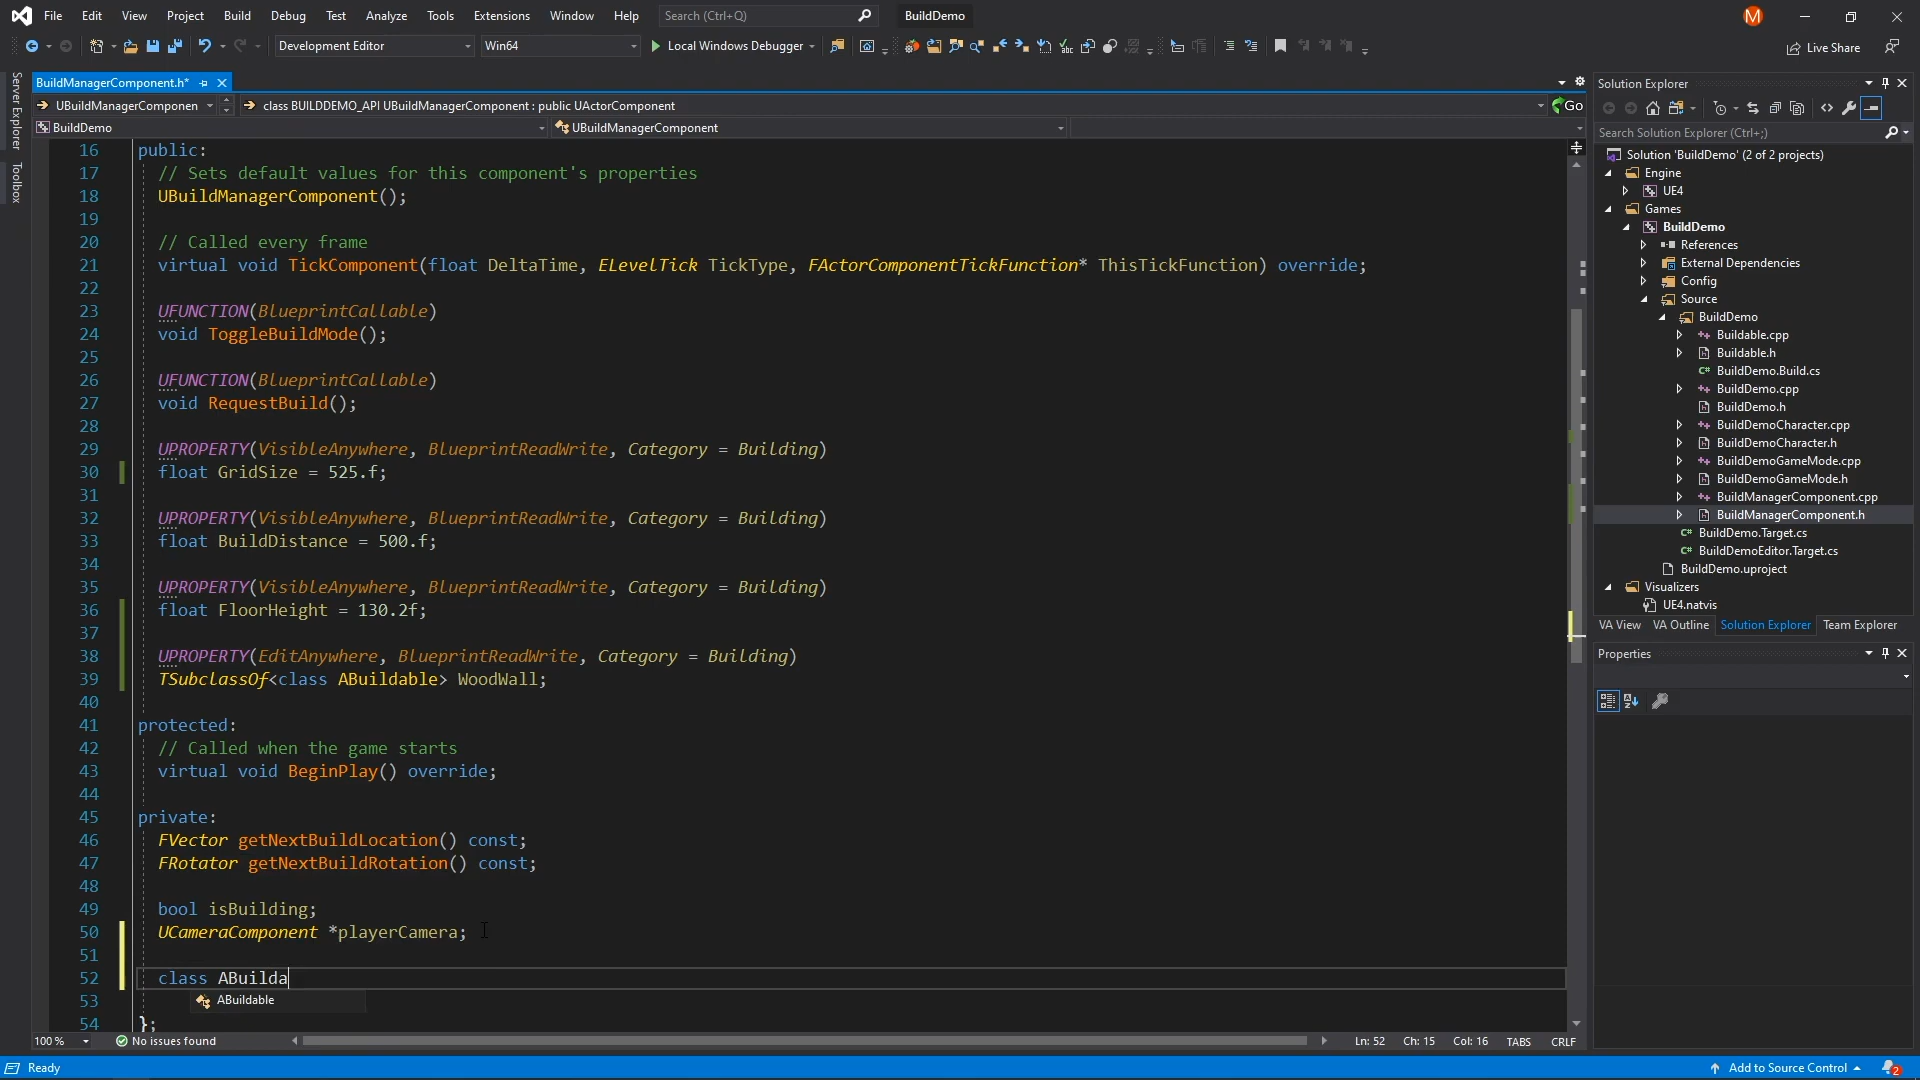 File Edit View Project Build Debug Test Analyze Tools Extensions Window Help Search (Ctrl+Q) BuildDemo M
Development Editor Win64 Local Windows Debugger Live Share
Server Explorer
Toolbox
BuildManagerComponent.h*
UBuildManagerComponen class BUILDDEMO_API UBuildManagerComponent : public UActorComponent Go
BuildDemo UBuildManagerComponent
16 public:
17 // Sets default values for this component's properties
18 UBuildManagerComponent();
19
20 // Called every frame
21 virtual void TickComponent(float DeltaTime, ELevelTick TickType, FActorComponentTickFunction* ThisTickFunction) override;
22
23 UFUNCTION(BlueprintCallable)
24 void ToggleBuildMode();
25
26 UFUNCTION(BlueprintCallable)
27 void RequestBuild();
28
29 UPROPERTY(VisibleAnywhere, BlueprintReadWrite, Category = Building)
30 float GridSize = 525.f;
31
32 UPROPERTY(VisibleAnywhere, BlueprintReadWrite, Category = Building)
33 float BuildDistance = 500.f;
34
35 UPROPERTY(VisibleAnywhere, BlueprintReadWrite, Category = Building)
36 float FloorHeight = 130.2f;
37
38 UPROPERTY(EditAnywhere, BlueprintReadWrite, Category = Building)
39 TSubclassOf<class ABuildable> WoodWall;
40
41 protected:
42 // Called when the game starts
43 virtual void BeginPlay() override;
44
45 private:
46 FVector getNextBuildLocation() const;
47 FRotator getNextBuildRotation() const;
48
49 bool isBuilding;
50 UCameraComponent *playerCamera;
51
52 class ABuilda
53 ABuildable
54 };
100 % No issues found Ln: 52 Ch: 15 Col: 16 TABS CRLF
Solution Explorer
Search Solution Explorer (Ctrl+;)
Solution 'BuildDemo' (2 of 2 projects)
Engine
UE4
Games
BuildDemo
References
External Dependencies
Config
Source
BuildDemo
Buildable.cpp
Buildable.h
BuildDemo.Build.cs
BuildDemo.cpp
BuildDemo.h
BuildDemoCharacter.cpp
BuildDemoCharacter.h
BuildDemoGameMode.cpp
BuildDemoGameMode.h
BuildManagerComponent.cpp
BuildManagerComponent.h
BuildDemo.Target.cs
BuildDemoEditor.Target.cs
BuildDemo.uproject
Visualizers
UE4.natvis
VA View VA Outline Solution Explorer Team Explorer
Properties
Ready Add to Source Control 2